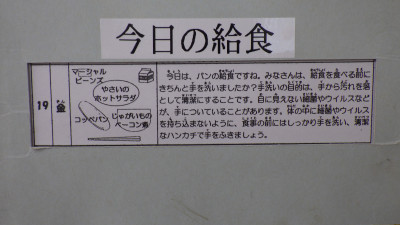 今日の給食
19
金
マーシャル
ビーンズ
やさいの
ホットサラダ
コッペパン
じゃがいもの
ベーコン煮
今日は、パンの給食ですね。みなさんは、給食を食べる前に
きちんと手を洗いましたか？手洗いの目的は、手から汚れを落
として清潔にすることです。目に見えない細菌やウイルスなど
が、手についていることがあります。体の中に細菌やウイルス
を持ち込まないように、食事の前にはしっかり手を洗い、清潔
なハンカチで手をふきましょう。